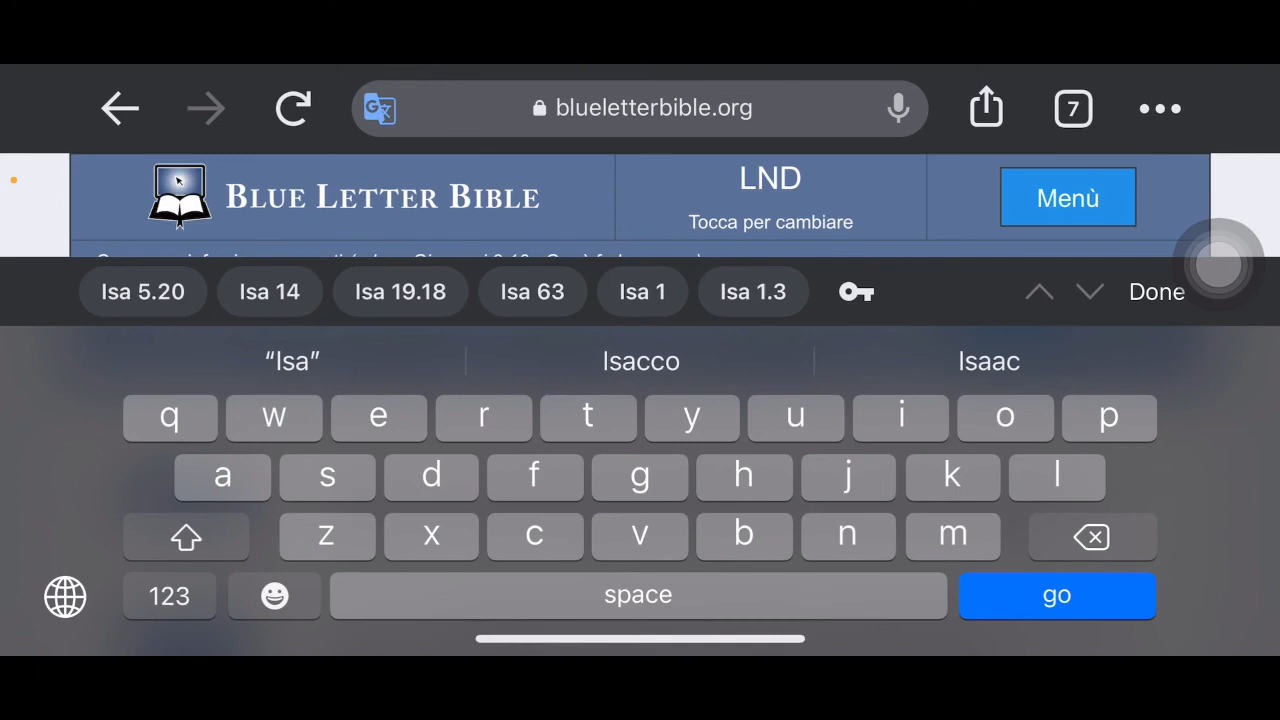 blueletterbible.org
7
BLUE LETTER BIBLE
LND
Tocca per cambiare
Menù
Isa 5.20
Isa 14
Isa 19.18
Isa 63
Isa 1
Isa 1.3
Done
“Isa”
Isacco
Isaac
q w e r t y u i o p
a s d f g h j k l
z x c v b n m
123
space
go